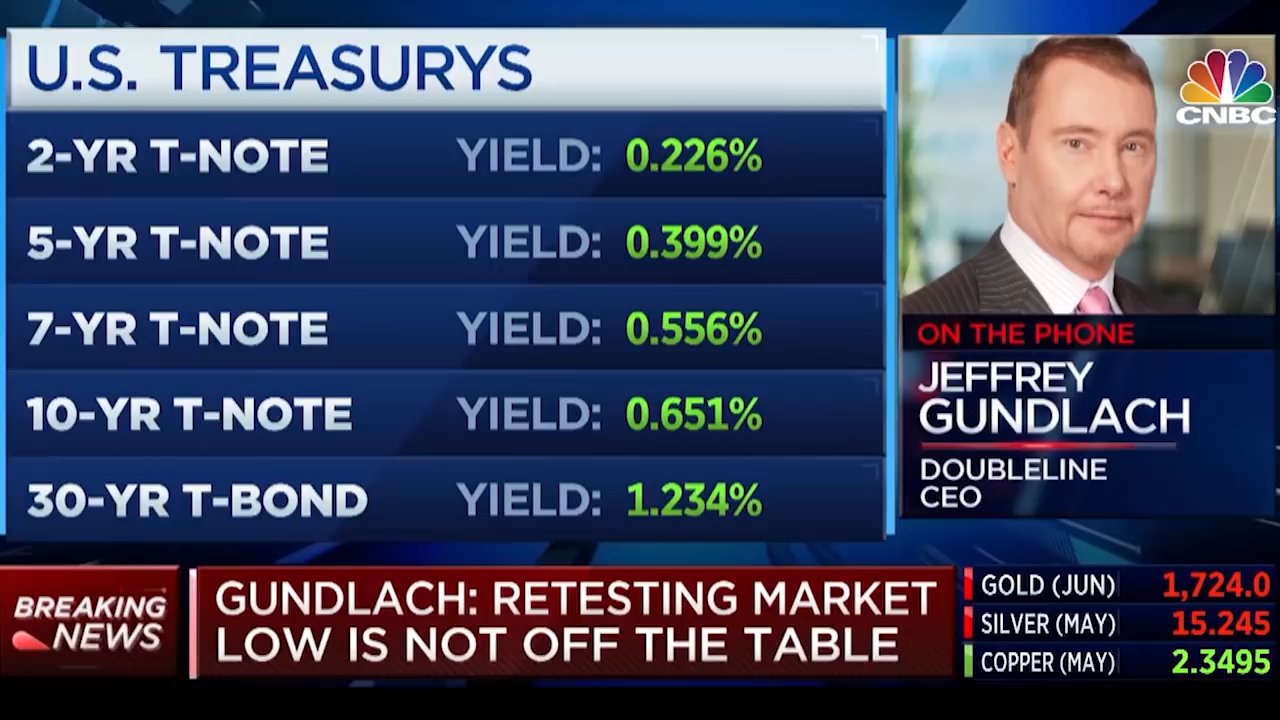 U.S. TREASURYS
2-YR T-NOTE YIELD: 0.226%
5-YR T-NOTE YIELD: 0.399%
7-YR T-NOTE YIELD: 0.556%
10-YR T-NOTE YIELD: 0.651%
30-YR T-BOND YIELD: 1.234%
CNBC
ON THE PHONE
JEFFREY
GUNDLACH
DOUBLELINE
CEO
BREAKING
NEWS
GUNDLACH: RETESTING MARKET
LOW IS NOT OFF THE TABLE
GOLD (JUN) 1,724.0
SILVER (MAY) 15.245
COPPER (MAY) 2.3495